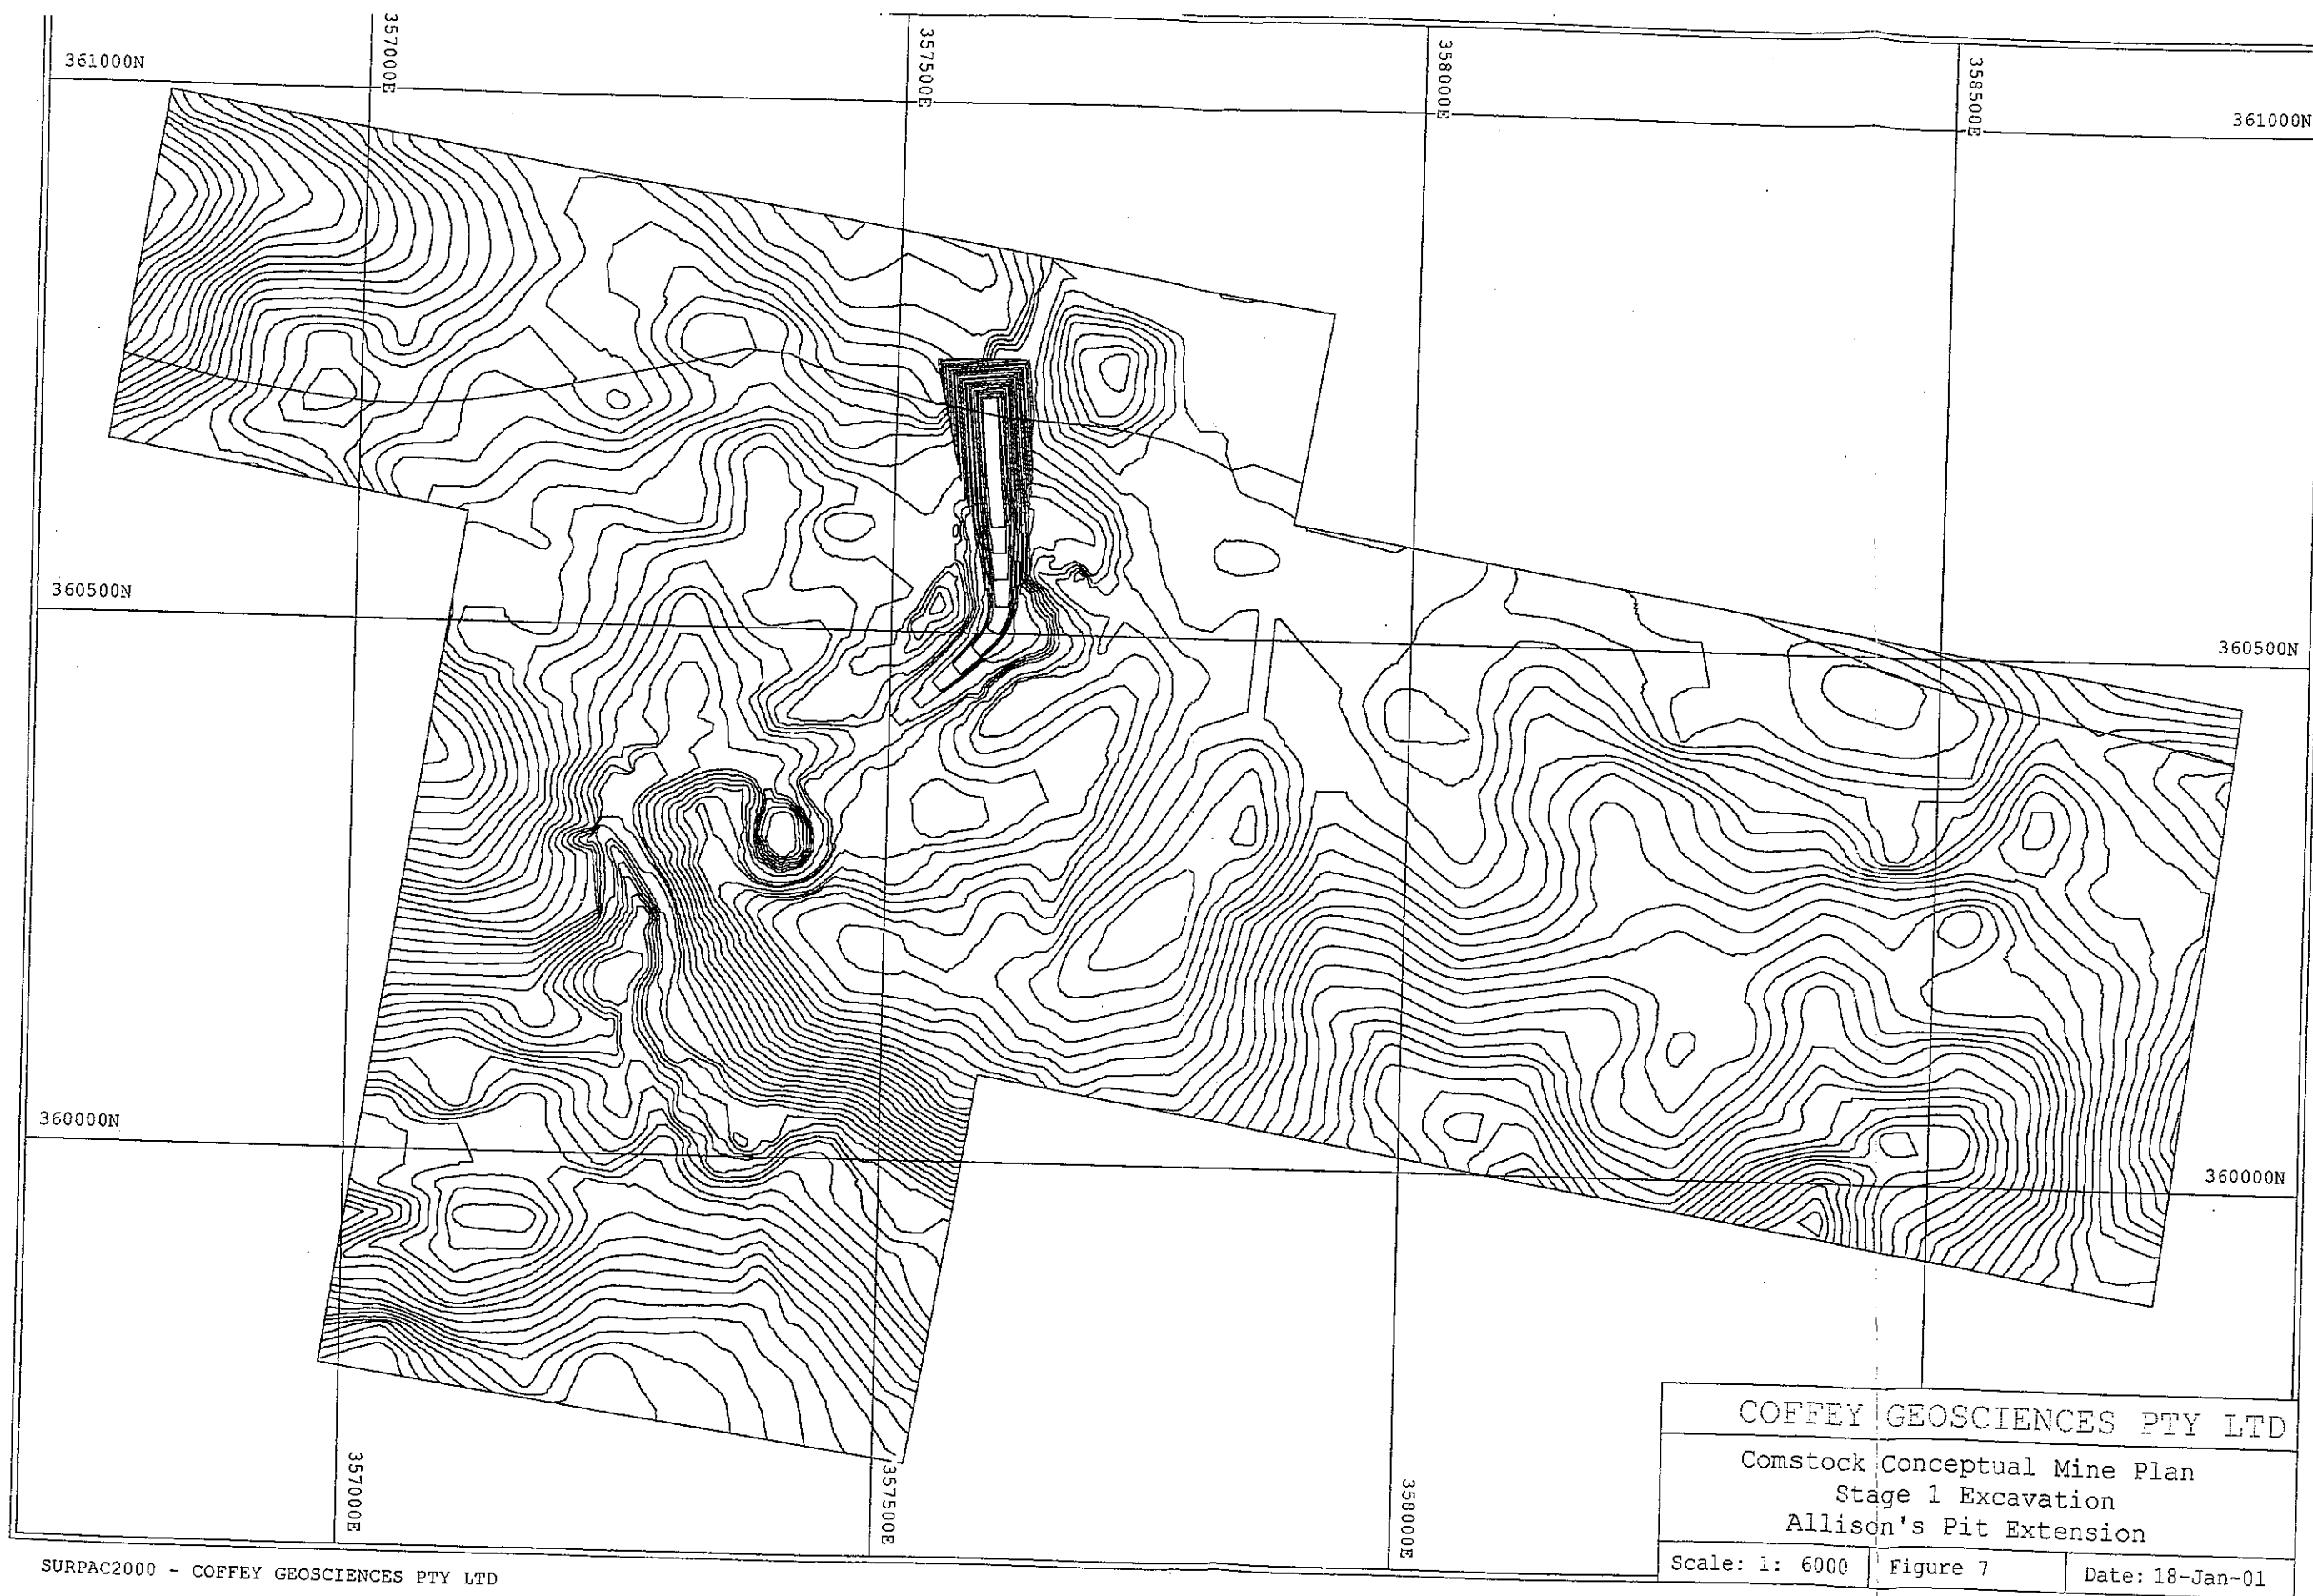 357000E
357500E
358000E
358500E
361000N
361000N
360500N
360500N
360000N
360000N
357000E
357500E
358000E
COFFEY GEOSCIENCES PTY LTD
Comstock Conceptual Mine Plan
Stage 1 Excavation
Allison's Pit Extension
Scale: 1: 6000 Figure 7 Date: 18-Jan-01
SURPAC2000 - COFFEY GEOSCIENCES PTY LTD